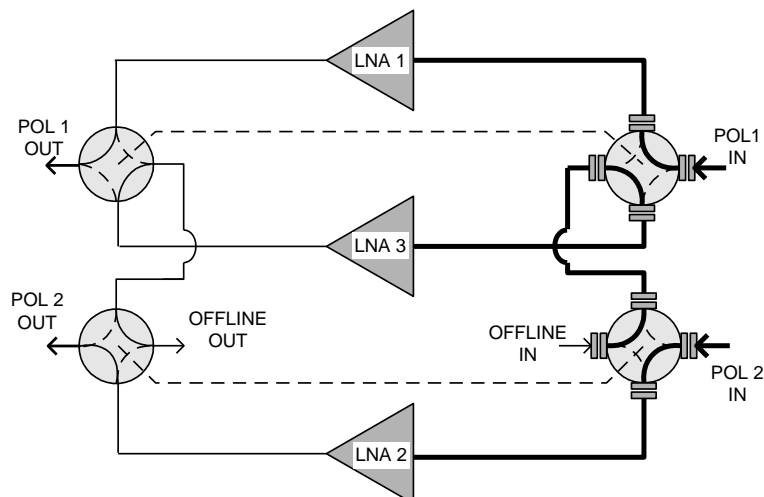 LNA 1
POL 1
OUT
POL1
IN
LNA 3
POL 2
OUT
OFFLINE
OUT
OFFLINE
IN
POL 2
IN
LNA 2